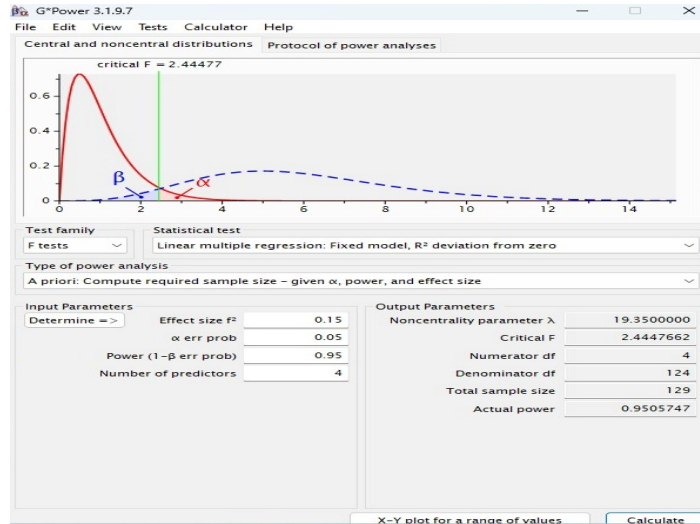 βα G*Power 3.1.9.7
File Edit View Tests Calculator Help
Central and noncentral distributions Protocol of power analyses
critical F = 2.44477
0.6
0.4
β α
0.2
0
0 2 4 6 8 10 12 14
Test family Statistical test
F tests Linear multiple regression: Fixed model, R² deviation from zero
Type of power analysis
A priori: Compute required sample size – given α, power, and effect size
Input Parameters Output Parameters
Determine => Effect size f² 0.15 Noncentrality parameter λ 19.3500000
α err prob 0.05 Critical F 2.4447662
Power (1-β err prob) 0.95 Numerator df 4
Number of predictors 4 Denominator df 124
Total sample size 129
Actual power 0.9505747
X-Y plot for a range of values Calculate